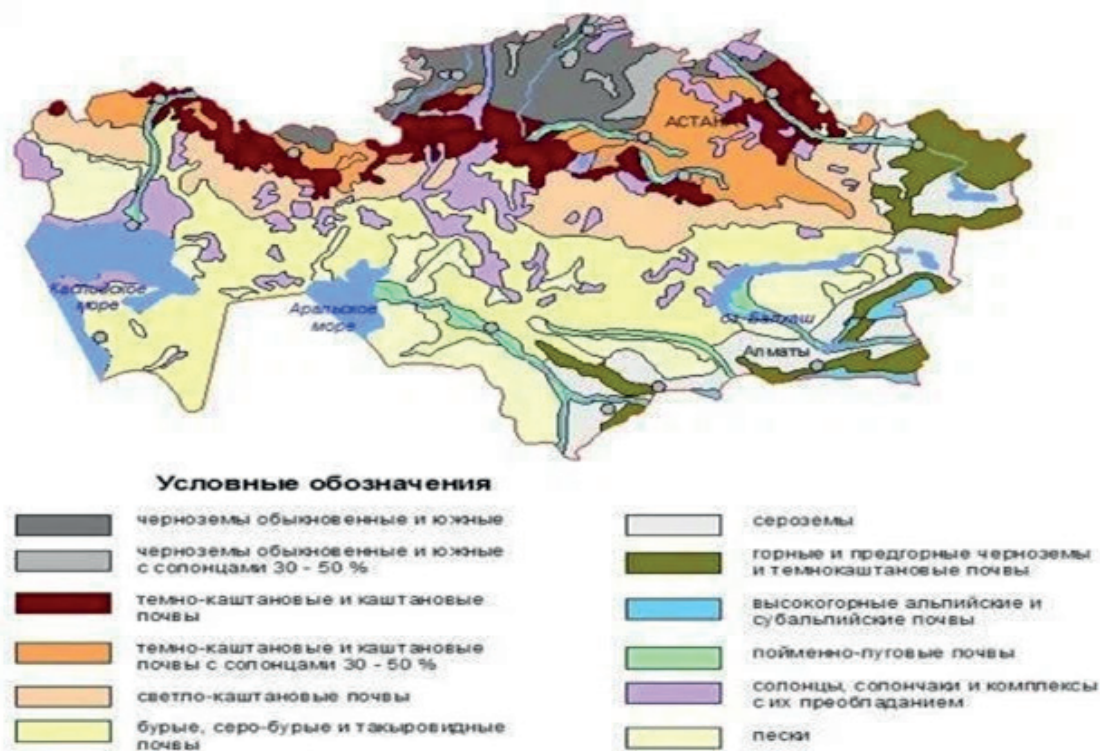 АСТАН
Каспийское
море
Аральское
море
оз. Балхаш
Алматы
Условные обозначения
черноземы обыкновенные и южные
черноземы обыкновенные и южные
с солонцами 30 - 50 %
темно-каштановые и каштановые
почвы
темно-каштановые и каштановые
почвы с солонцами 30 - 50 %
светло-каштановые почвы
бурые, серо-бурые и такыровидные
почвы
сероземы
горные и предгорные черноземы
и темнокаштановые почвы
высокогорные альпийские и
субальпийские почвы
пойменно-луговые почвы
солонцы, солончаки и комплексы
с их преобладанием
пески